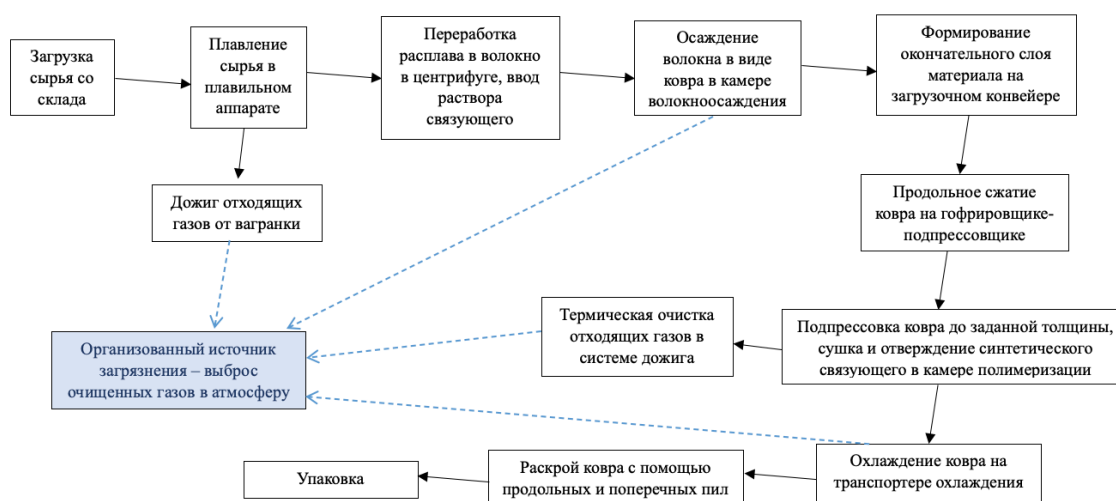 Загрузка
сырья со
склада
Плавление
сырья в
плавильном
аппарате
Переработка
расплава в волокно
в центрифуге, ввод
раствора
связующего
Осаждение
волокна в виде
ковра в камере
волокноосаждения
Формирование
окончательного слоя
материала на
загрузочном конвейере
Дожиг отходящих
газов от вагранки
Продольное сжатие
ковра на гофрировщике-
подпрессовщике
Организованный источник
загрязнения – выброс
очищенных газов в атмосферу
Термическая очистка
отходящих газов в
системе дожига
Подпрессовка ковра до заданной толщины,
сушка и отверждение синтетического
связующего в камере полимеризации
Упаковка
Раскрой ковра с помощью
продольных и поперечных пил
Охлаждение ковра на
транспортере охлаждения